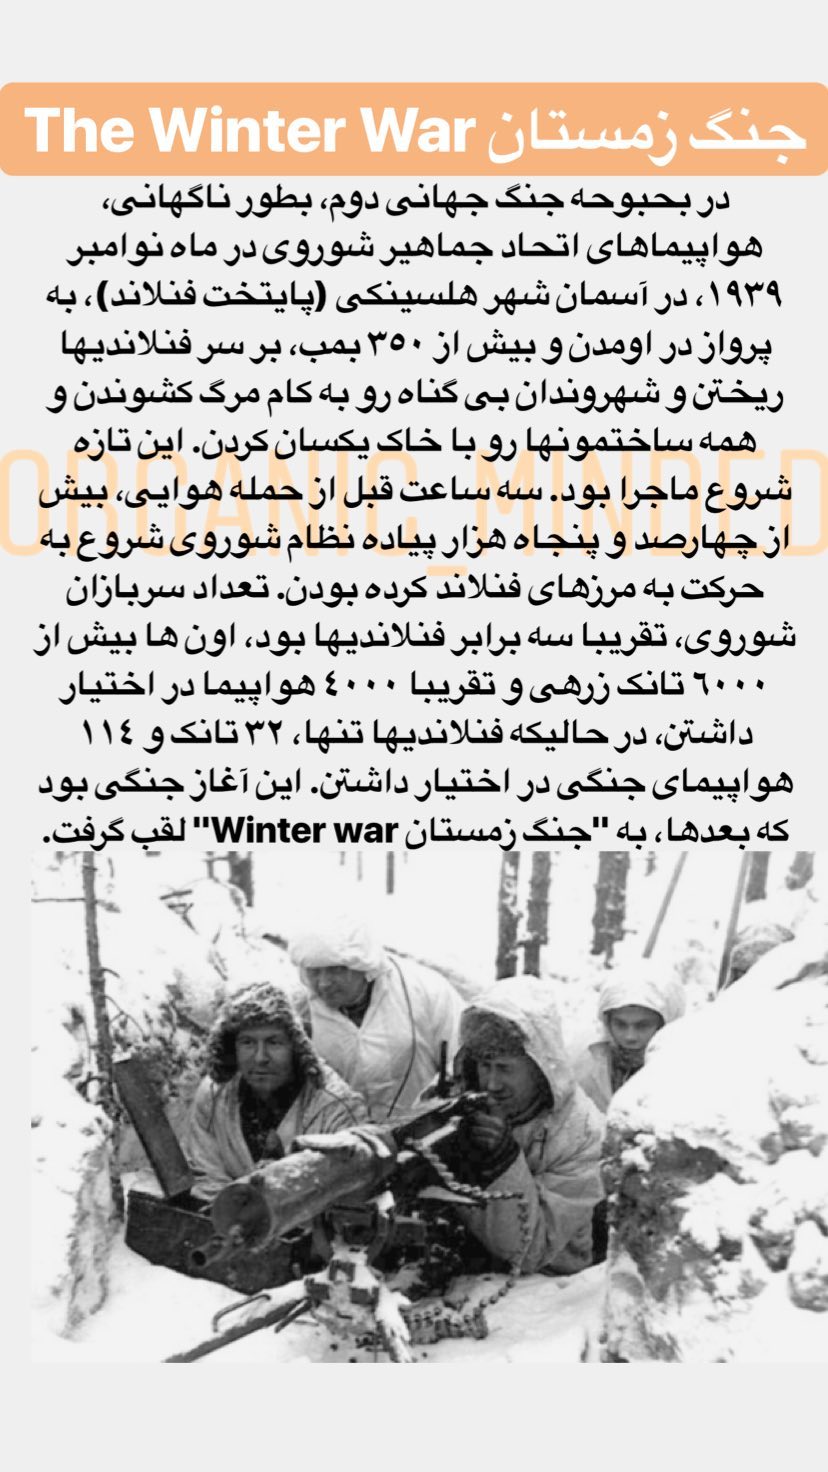 جنگ زمستان The Winter War
در بحبوحه جنگ جهانی دوم، بطور ناگهانی،
هواپیماهای اتحاد جماهیر شوروی در ماه نوامبر
۱۹۳۹، در آسمان شهر هلسینکی (پایتخت فنلاند)، به
پرواز در اومدن و بیش از ۳۵۰ بمب، بر سر فنلاندیها
ریختن و شهروندان بی گناه رو به کام مرگ کشوندن و
همه ساختمونها رو با خاک یکسان کردن. این تازه
شروع ماجرا بود. سه ساعت قبل از حمله هوایی، بیش
از چهارصد و پنجاه هزار پیاده نظام شوروی شروع به
حرکت به مرزهای فنلاند کرده بودن. تعداد سربازان
شوروی، تقریبا سه برابر فنلاندیها بود، اون ها بیش از
٦٠٠٠ تانک زرهی و تقریبا ٤٠٠٠ هواپیما در اختیار
داشتن، در حالیکه فنلاندیها تنها، ۳۲ تانک و ١١٤
هواپیمای جنگی در اختیار داشتن. این آغاز جنگی بود
که بعدها، به "جنگ زمستان Winter war" لقب گرفت.
ORGANIC_MINDED